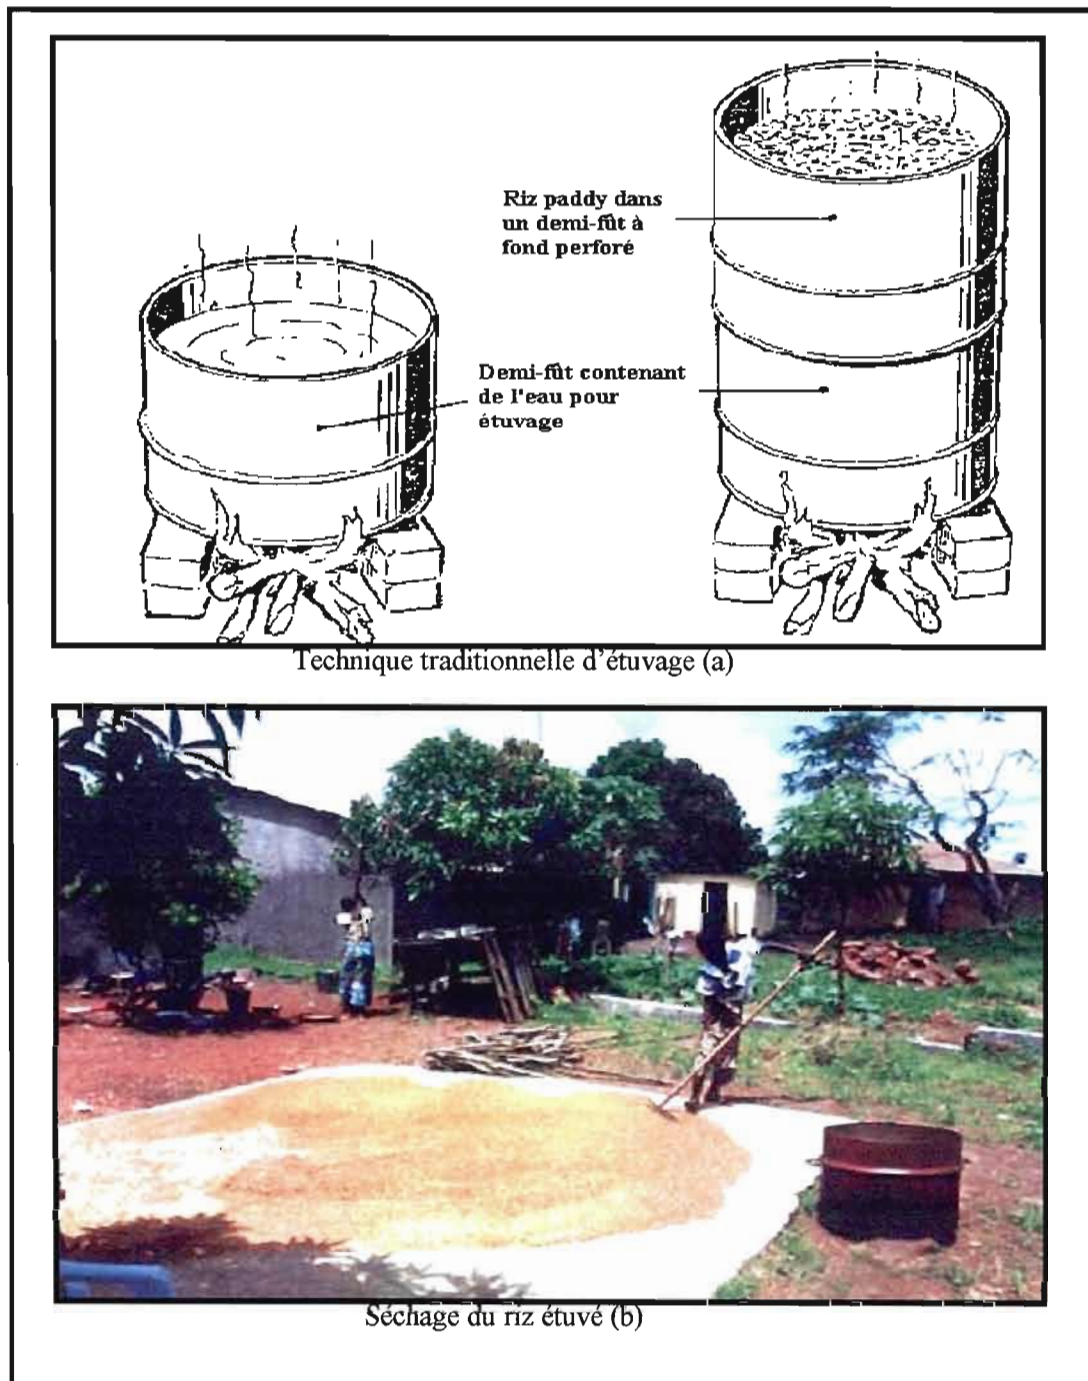 Riz paddy dans
un demi-fût à
fond perforé
Demi-fût contenant
de l'eau pour
étuvage
Technique traditionnelle d'étuvage (a)
Séchage du riz étuvé (b)